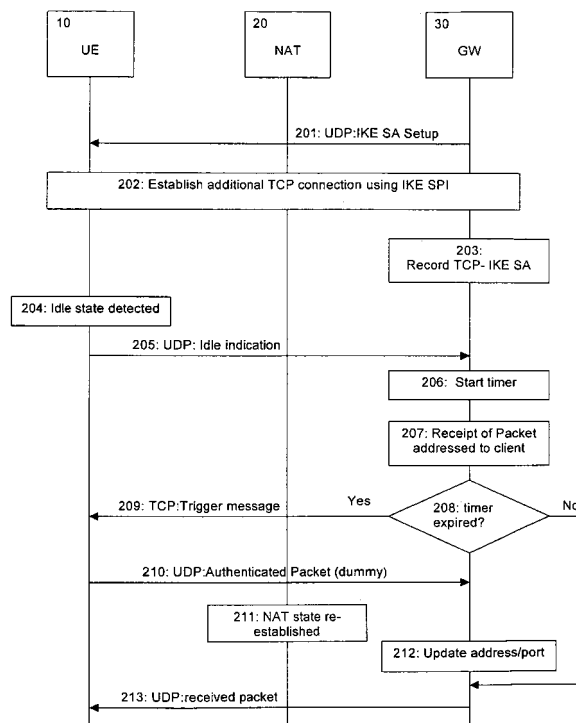 10
UE
20
NAT
30
GW
201: UDP:IKE SA Setup
202: Establish additional TCP connection using IKE SPI
203:
Record TCP- IKE SA
204: Idle state detected
205: UDP: Idle indication
206: Start timer
207: Receipt of Packet
addressed to client
209: TCP:Trigger message
Yes
208: timer
expired?
No
210: UDP:Authenticated Packet (dummy)
211: NAT state re-
established
212: Update address/port
213: UDP:received packet